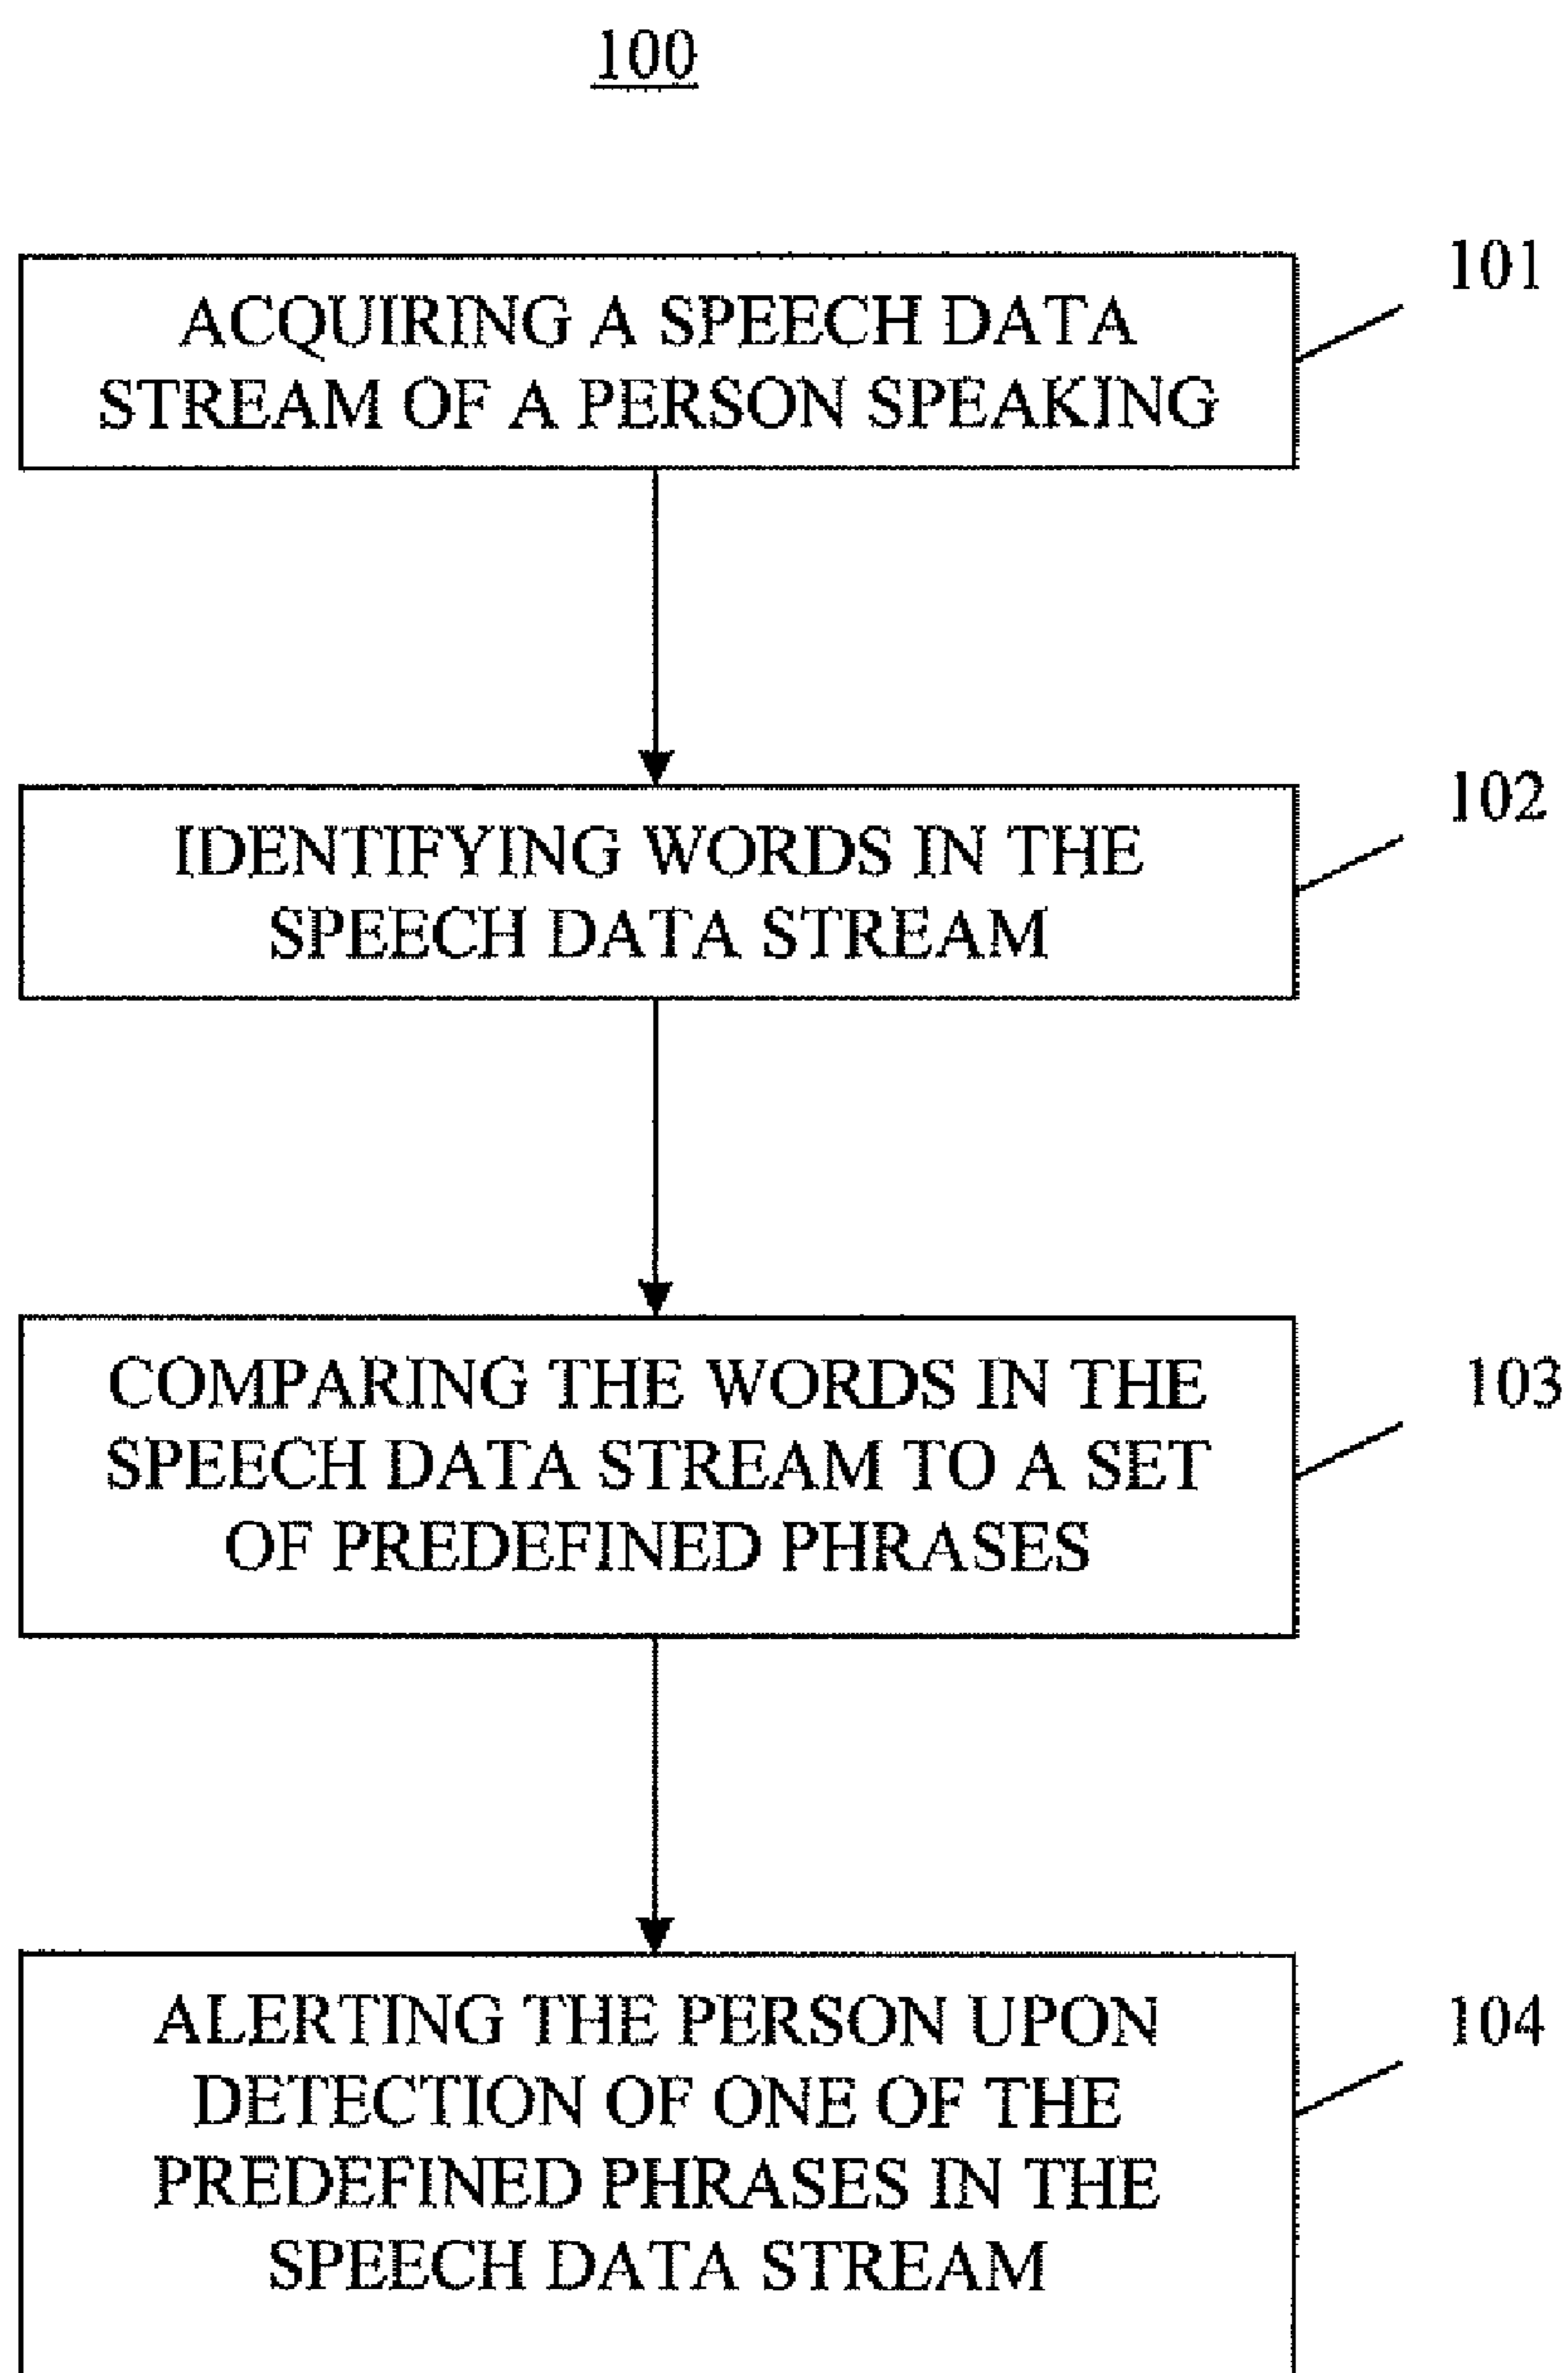 100
101
ACQUIRING A SPEECH DATA
STREAM OF A PERSON SPEAKING
102
IDENTIFYING WORDS IN THE
SPEECH DATA STREAM
103
COMPARING THE WORDS IN THE
SPEECH DATA STREAM TO A SET
OF PREDEFINED PHRASES
104
ALERTING THE PERSON UPON
DETECTION OF ONE OF THE
PREDEFINED PHRASES IN THE
SPEECH DATA STREAM